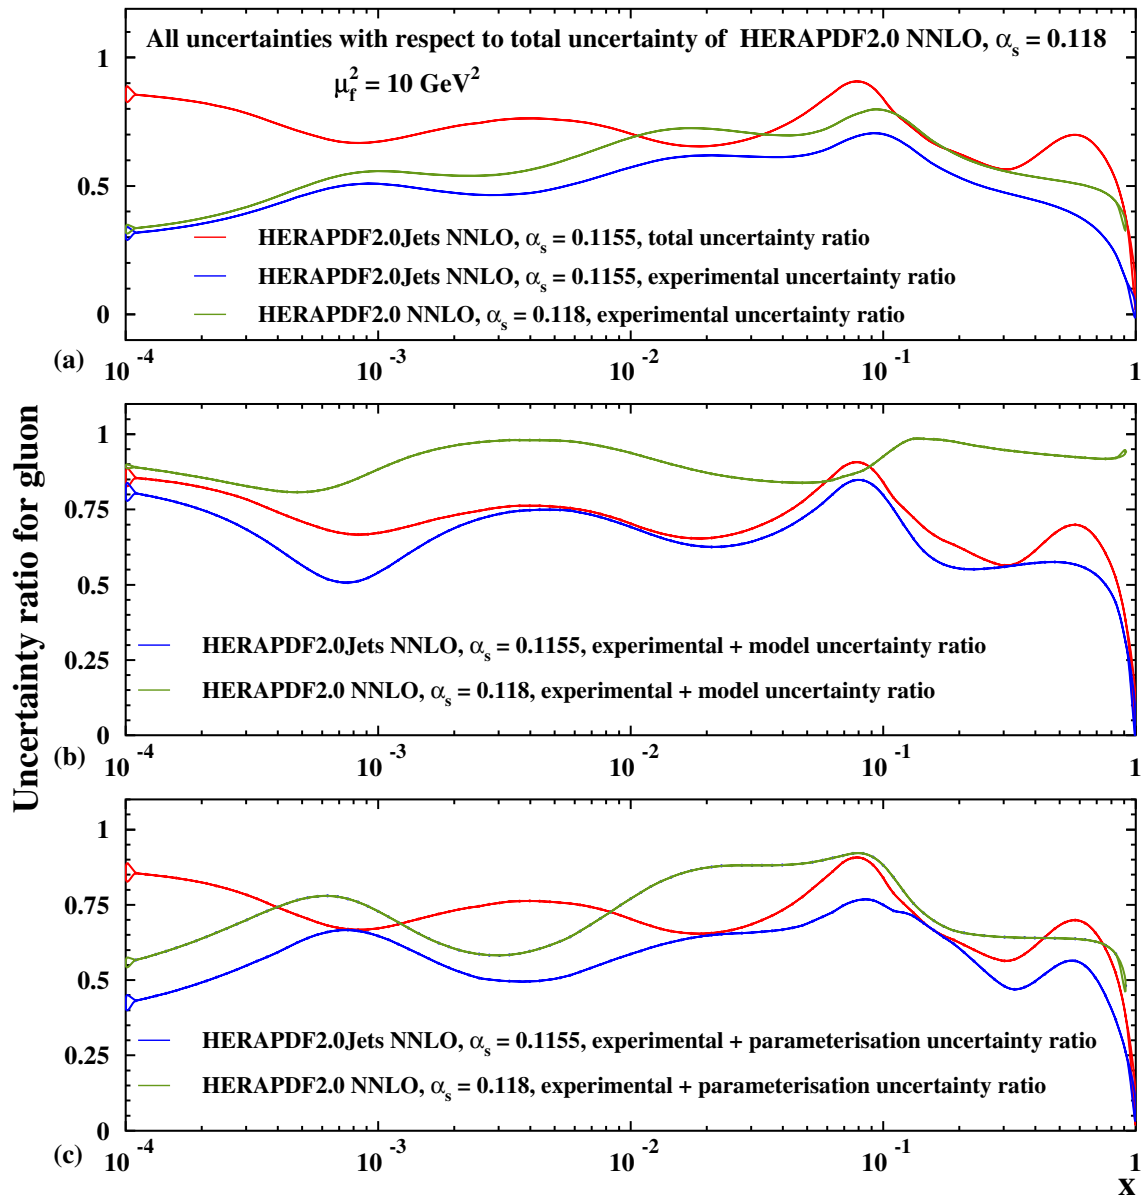 All uncertainties with respect to total uncertainty of HERAPDF2.0 NNLO, αs = 0.118
μf² = 10 GeV²
1
0.5
0
HERAPDF2.0Jets NNLO, αs = 0.1155, total uncertainty ratio
HERAPDF2.0Jets NNLO, αs = 0.1155, experimental uncertainty ratio
HERAPDF2.0 NNLO, αs = 0.118, experimental uncertainty ratio
(a)
10⁻⁴ 10⁻³ 10⁻² 10⁻¹ 1
Uncertainty ratio for gluon
1
0.75
0.5
0.25
0
HERAPDF2.0Jets NNLO, αs = 0.1155, experimental + model uncertainty ratio
HERAPDF2.0 NNLO, αs = 0.118, experimental + model uncertainty ratio
(b)
10⁻⁴ 10⁻³ 10⁻² 10⁻¹ 1
1
0.75
0.5
0.25
0
HERAPDF2.0Jets NNLO, αs = 0.1155, experimental + parameterisation uncertainty ratio
HERAPDF2.0 NNLO, αs = 0.118, experimental + parameterisation uncertainty ratio
(c)
10⁻⁴ 10⁻³ 10⁻² 10⁻¹ 1
x